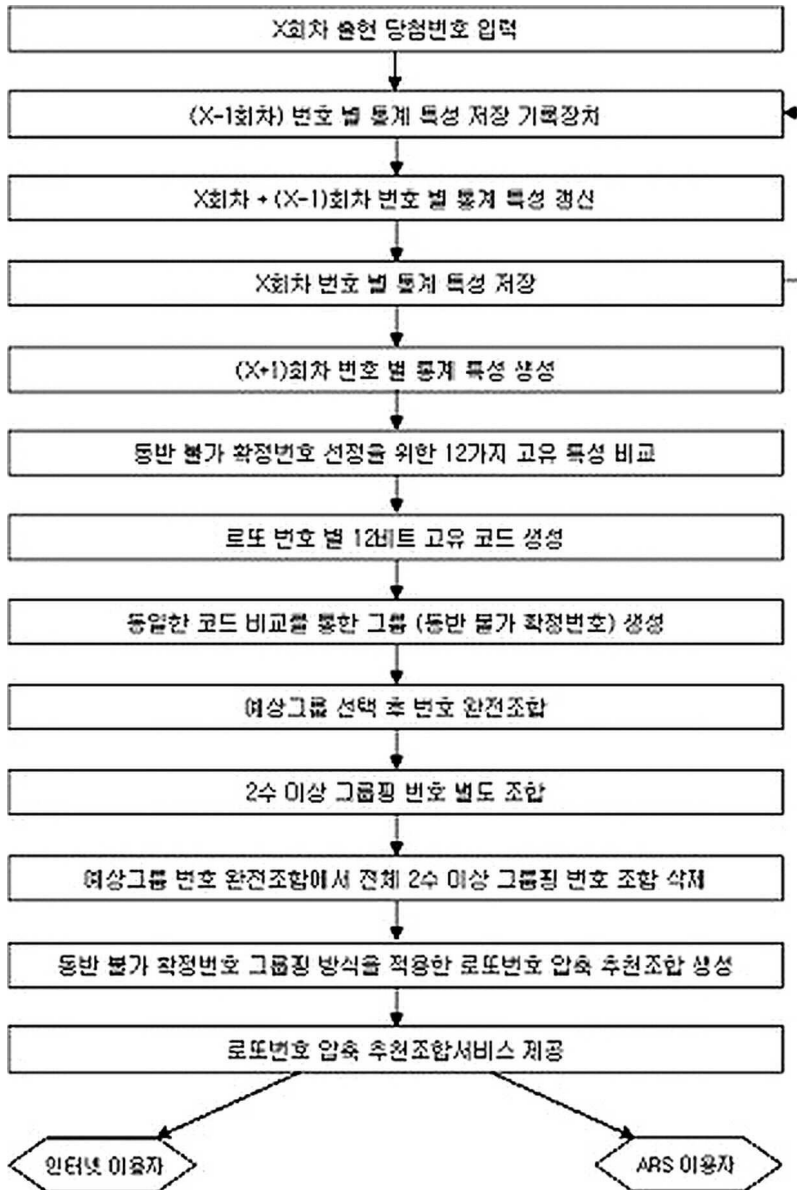 X회차 출현 당첨번호 입력
(X-1회차) 번호 별 통계 특성 저장 기록장치
X회차 + (X-1)회차 번호 별 통계 특성 갱신
X회차 번호 별 통계 특성 저장
(X+1)회차 번호 별 통계 특성 생성
동반 불가 확정번호 선정을 위한 12가지 고유 특성 비교
로또 번호 별 12비트 고유 코드 생성
동일한 코드 비교를 통한 그룹 (동반 불가 확정번호) 생성
예상그룹 선택 후 번호 완전조합
2수 이상 그룹핑 번호 별도 조합
예상그룹 번호 완전조합에서 전체 2수 이상 그룹핑 번호 조합 삭제
동반 불가 확정번호 그룹핑 방식을 적용한 로또번호 압축 추천조합 생성
로또번호 압축 추천조합서비스 제공
인터넷 이용자
ARS 이용자